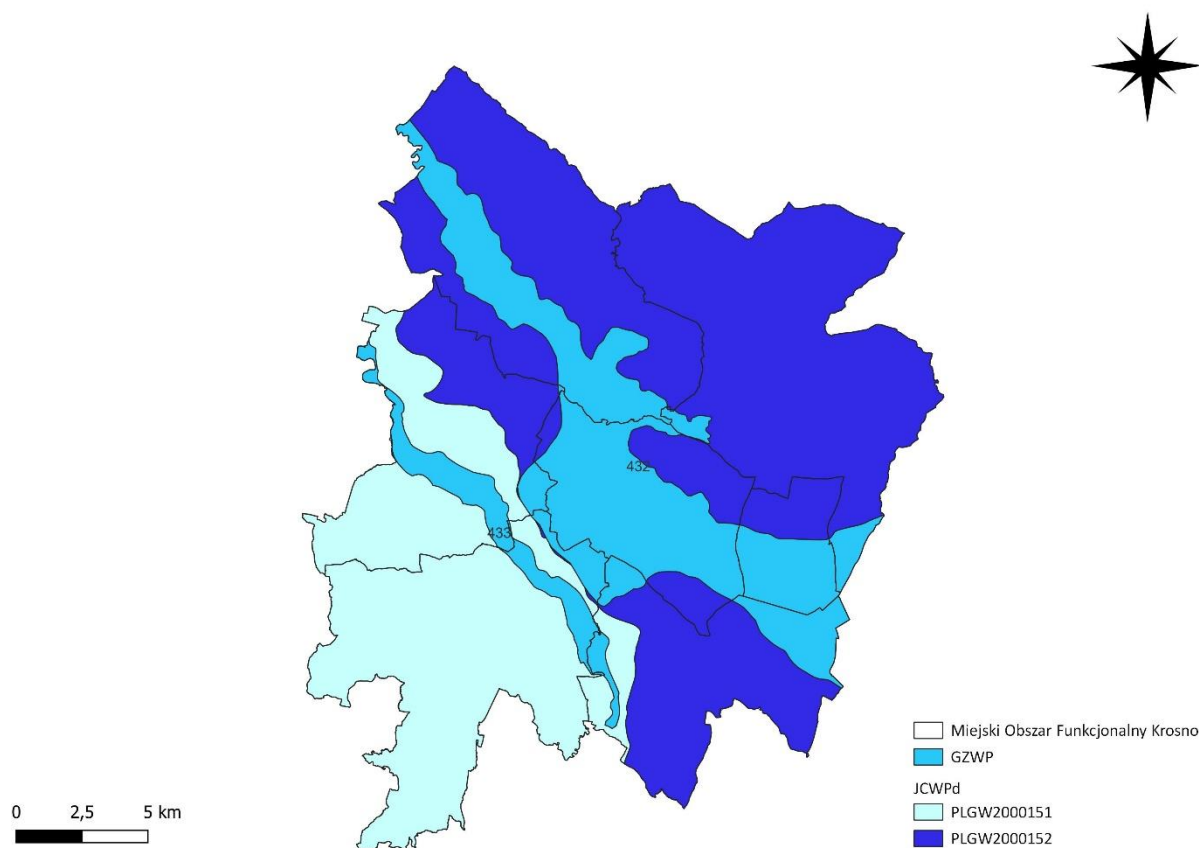 432
433
Miejski Obszar Funkcjonalny Krosno
GZWP
JCWPd
PLGW2000151
PLGW2000152
0 2,5 5 km